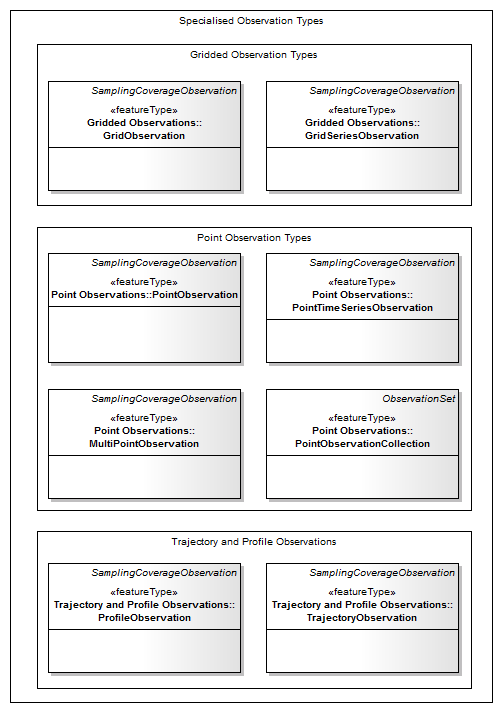 Specialised Observation Types
Gridded Observation Types
SamplingCoverageObservation
«featureType»
Gridded Observations::
GridObservation
SamplingCoverageObservation
«featureType»
Gridded Observations::
GridSeriesObservation
Point Observation Types
SamplingCoverageObservation
«featureType»
Point Observations::PointObservation
SamplingCoverageObservation
«featureType»
Point Observations::
PointTimeSeriesObservation
SamplingCoverageObservation
«featureType»
Point Observations::
MultiPointObservation
ObservationSet
«featureType»
Point Observations::
PointObservationCollection
Trajectory and Profile Observations
SamplingCoverageObservation
«featureType»
Trajectory and Profile Observations::
ProfileObservation
SamplingCoverageObservation
«featureType»
Trajectory and Profile Observations::
TrajectoryObservation